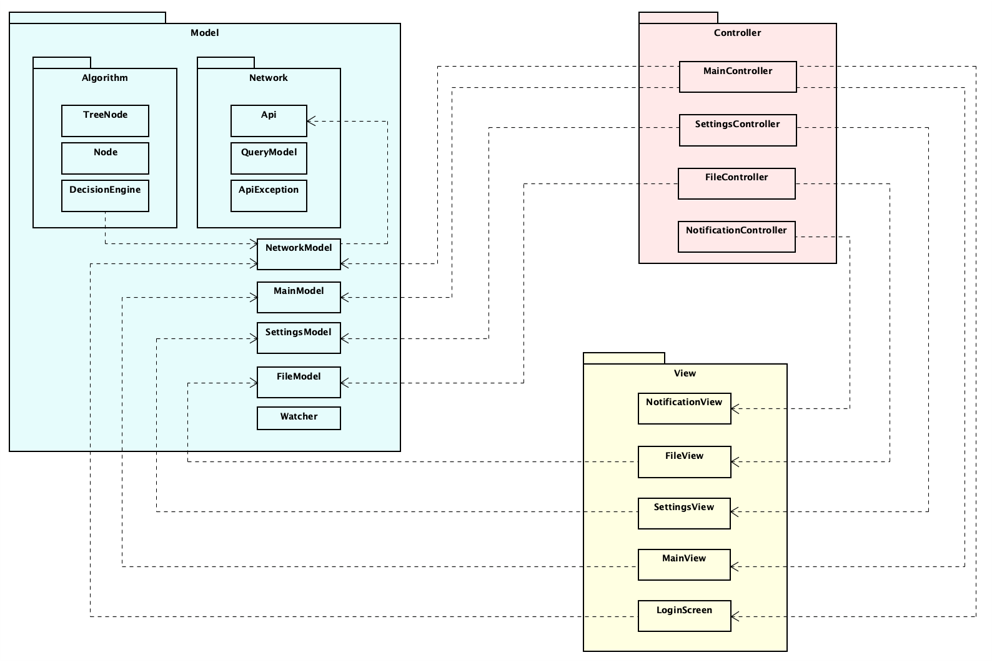 Model
Algorithm
TreeNode
Node
DecisionEngine
Network
Api
QueryModel
ApiException
NetworkModel
MainModel
SettingsModel
FileModel
Watcher
Controller
MainController
SettingsController
FileController
NotificationController
View
NotificationView
FileView
SettingsView
MainView
LoginScreen